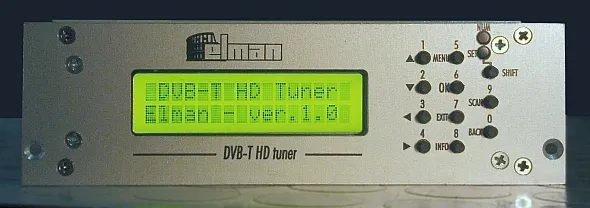 elman
DVB-T HD Tuner
Elman - ver.1.0
DVB-T HD tuner
NUM
1 MENU 5 SET
2 OK 6 SHIFT
3 EXIT 7 9 SCAN
4 INFO 8 0 BACK